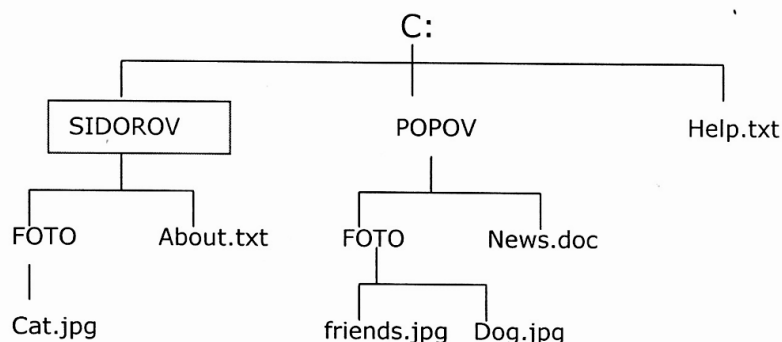 C:
SIDOROV POPOV Help.txt
FOTO About.txt FOTO News.doc
Cat.jpg friends.jpg Dog.jpg